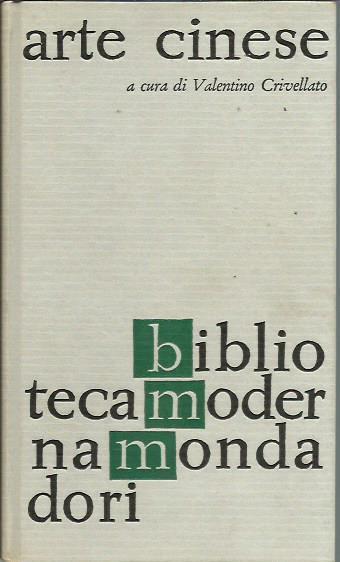 arte cinese
a cura di Valentino Crivellato
biblio
tecamoder
namonda
dori